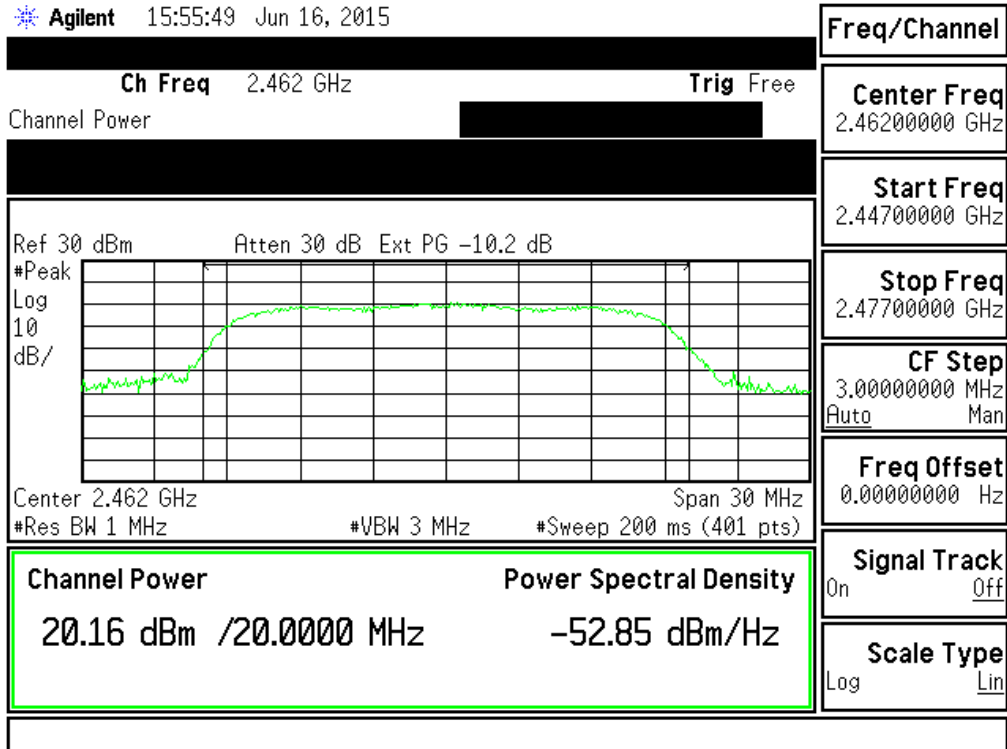 Agilent 15:55:49 Jun 16, 2015
Ch Freq 2.462 GHz Trig Free
Channel Power
Ref 30 dBm Atten 30 dB Ext PG -10.2 dB
#Peak
Log
10
dB/
Center 2.462 GHz Span 30 MHz
#Res BW 1 MHz #VBW 3 MHz #Sweep 200 ms (401 pts)
Channel Power Power Spectral Density
20.16 dBm /20.0000 MHz -52.85 dBm/Hz
Freq/Channel
Center Freq
2.46200000 GHz
Start Freq
2.44700000 GHz
Stop Freq
2.47700000 GHz
CF Step
3.00000000 MHz
Auto Man
Freq Offset
0.00000000 Hz
Signal Track
On Off
Scale Type
Log Lin